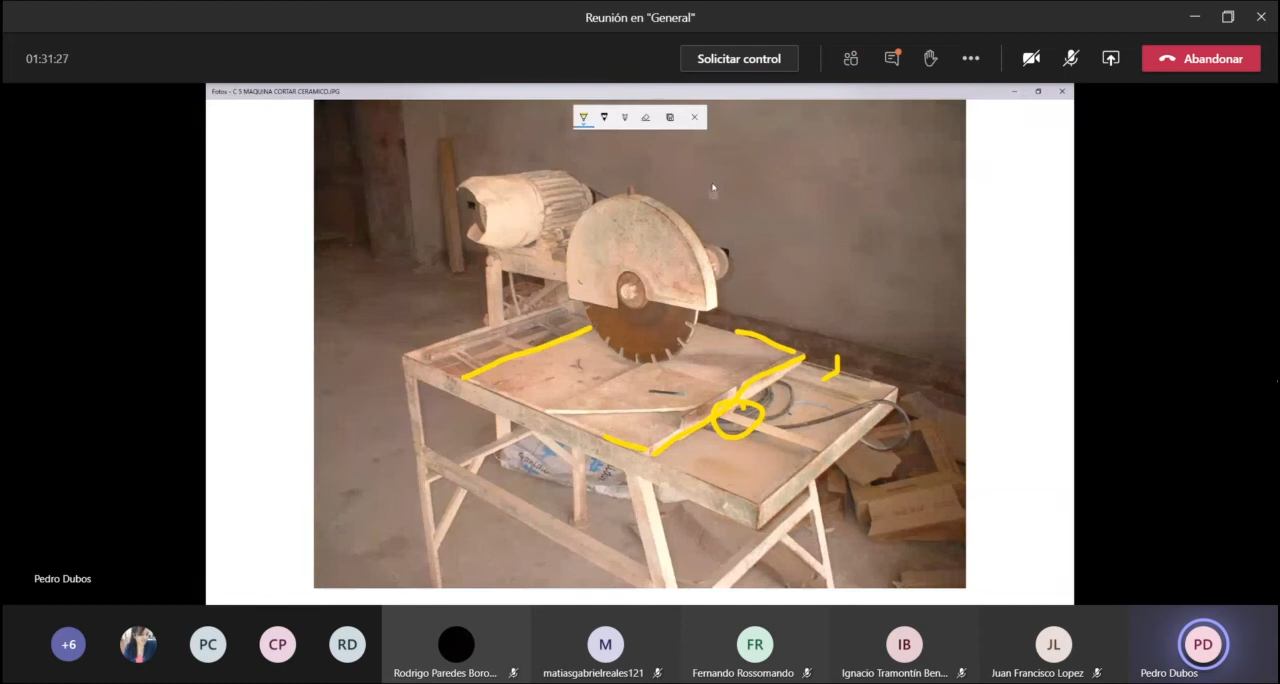 Reunión en "General"
01:31:27
Solicitar control
Abandonar
Fotos - C 5 MAQUINA CORTAR CERAMICO.JPG
Pedro Dubos
+6
PC
CP
RD
Rodrigo Paredes Boro...
M
matiasgabrielreales121
FR
Fernando Rossomando
IB
Ignacio Tramontín Ben...
JL
Juan Francisco Lopez
PD
Pedro Dubos